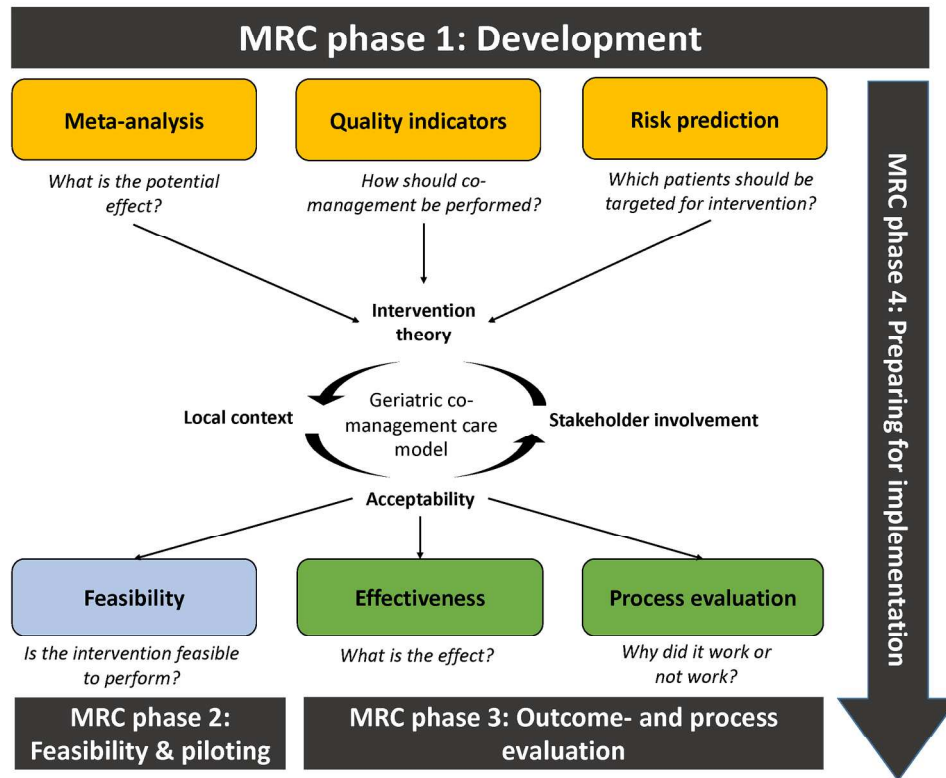 MRC phase 1: Development
Meta-analysis
Quality indicators
Risk prediction
What is the potential
effect?
How should co-
management be performed?
Which patients should be
targeted for intervention?
Intervention
theory
Local context
Geriatric co-
management care
model
Stakeholder involvement
Acceptability
Feasibility
Effectiveness
Process evaluation
Is the intervention feasible
to perform?
What is the effect?
Why did it work or
not work?
MRC phase 2:
Feasibility & piloting
MRC phase 3: Outcome- and process
evaluation
MRC phase 4: Preparing for implementation